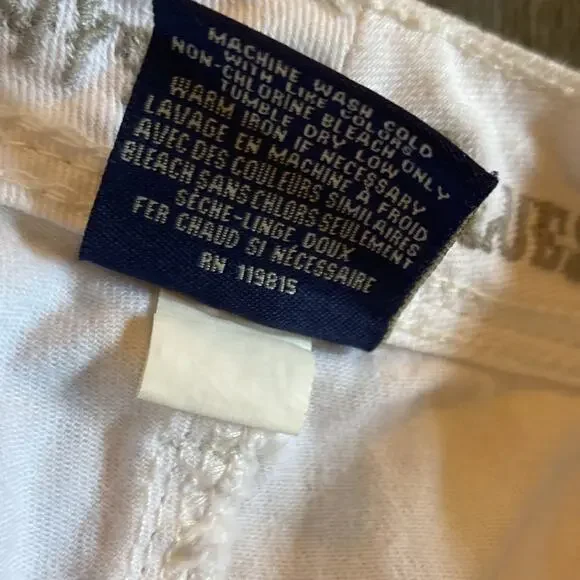 MACHINE WASH COLD
WITH LIKE COLORS
NON-CHLORINE BLEACH ONLY
TUMBLE DRY LOW
WARM IRON IF NECESSARY
LAVAGE EN MACHINE À FROID
AVEC DES COULEURS SIMILAIRES
BLEACH SANS CHLORS SEULEMENT
SÈCHE-LINGE, DOUX
FER CHAUD SI NÉCESSAIRE
RN 119815